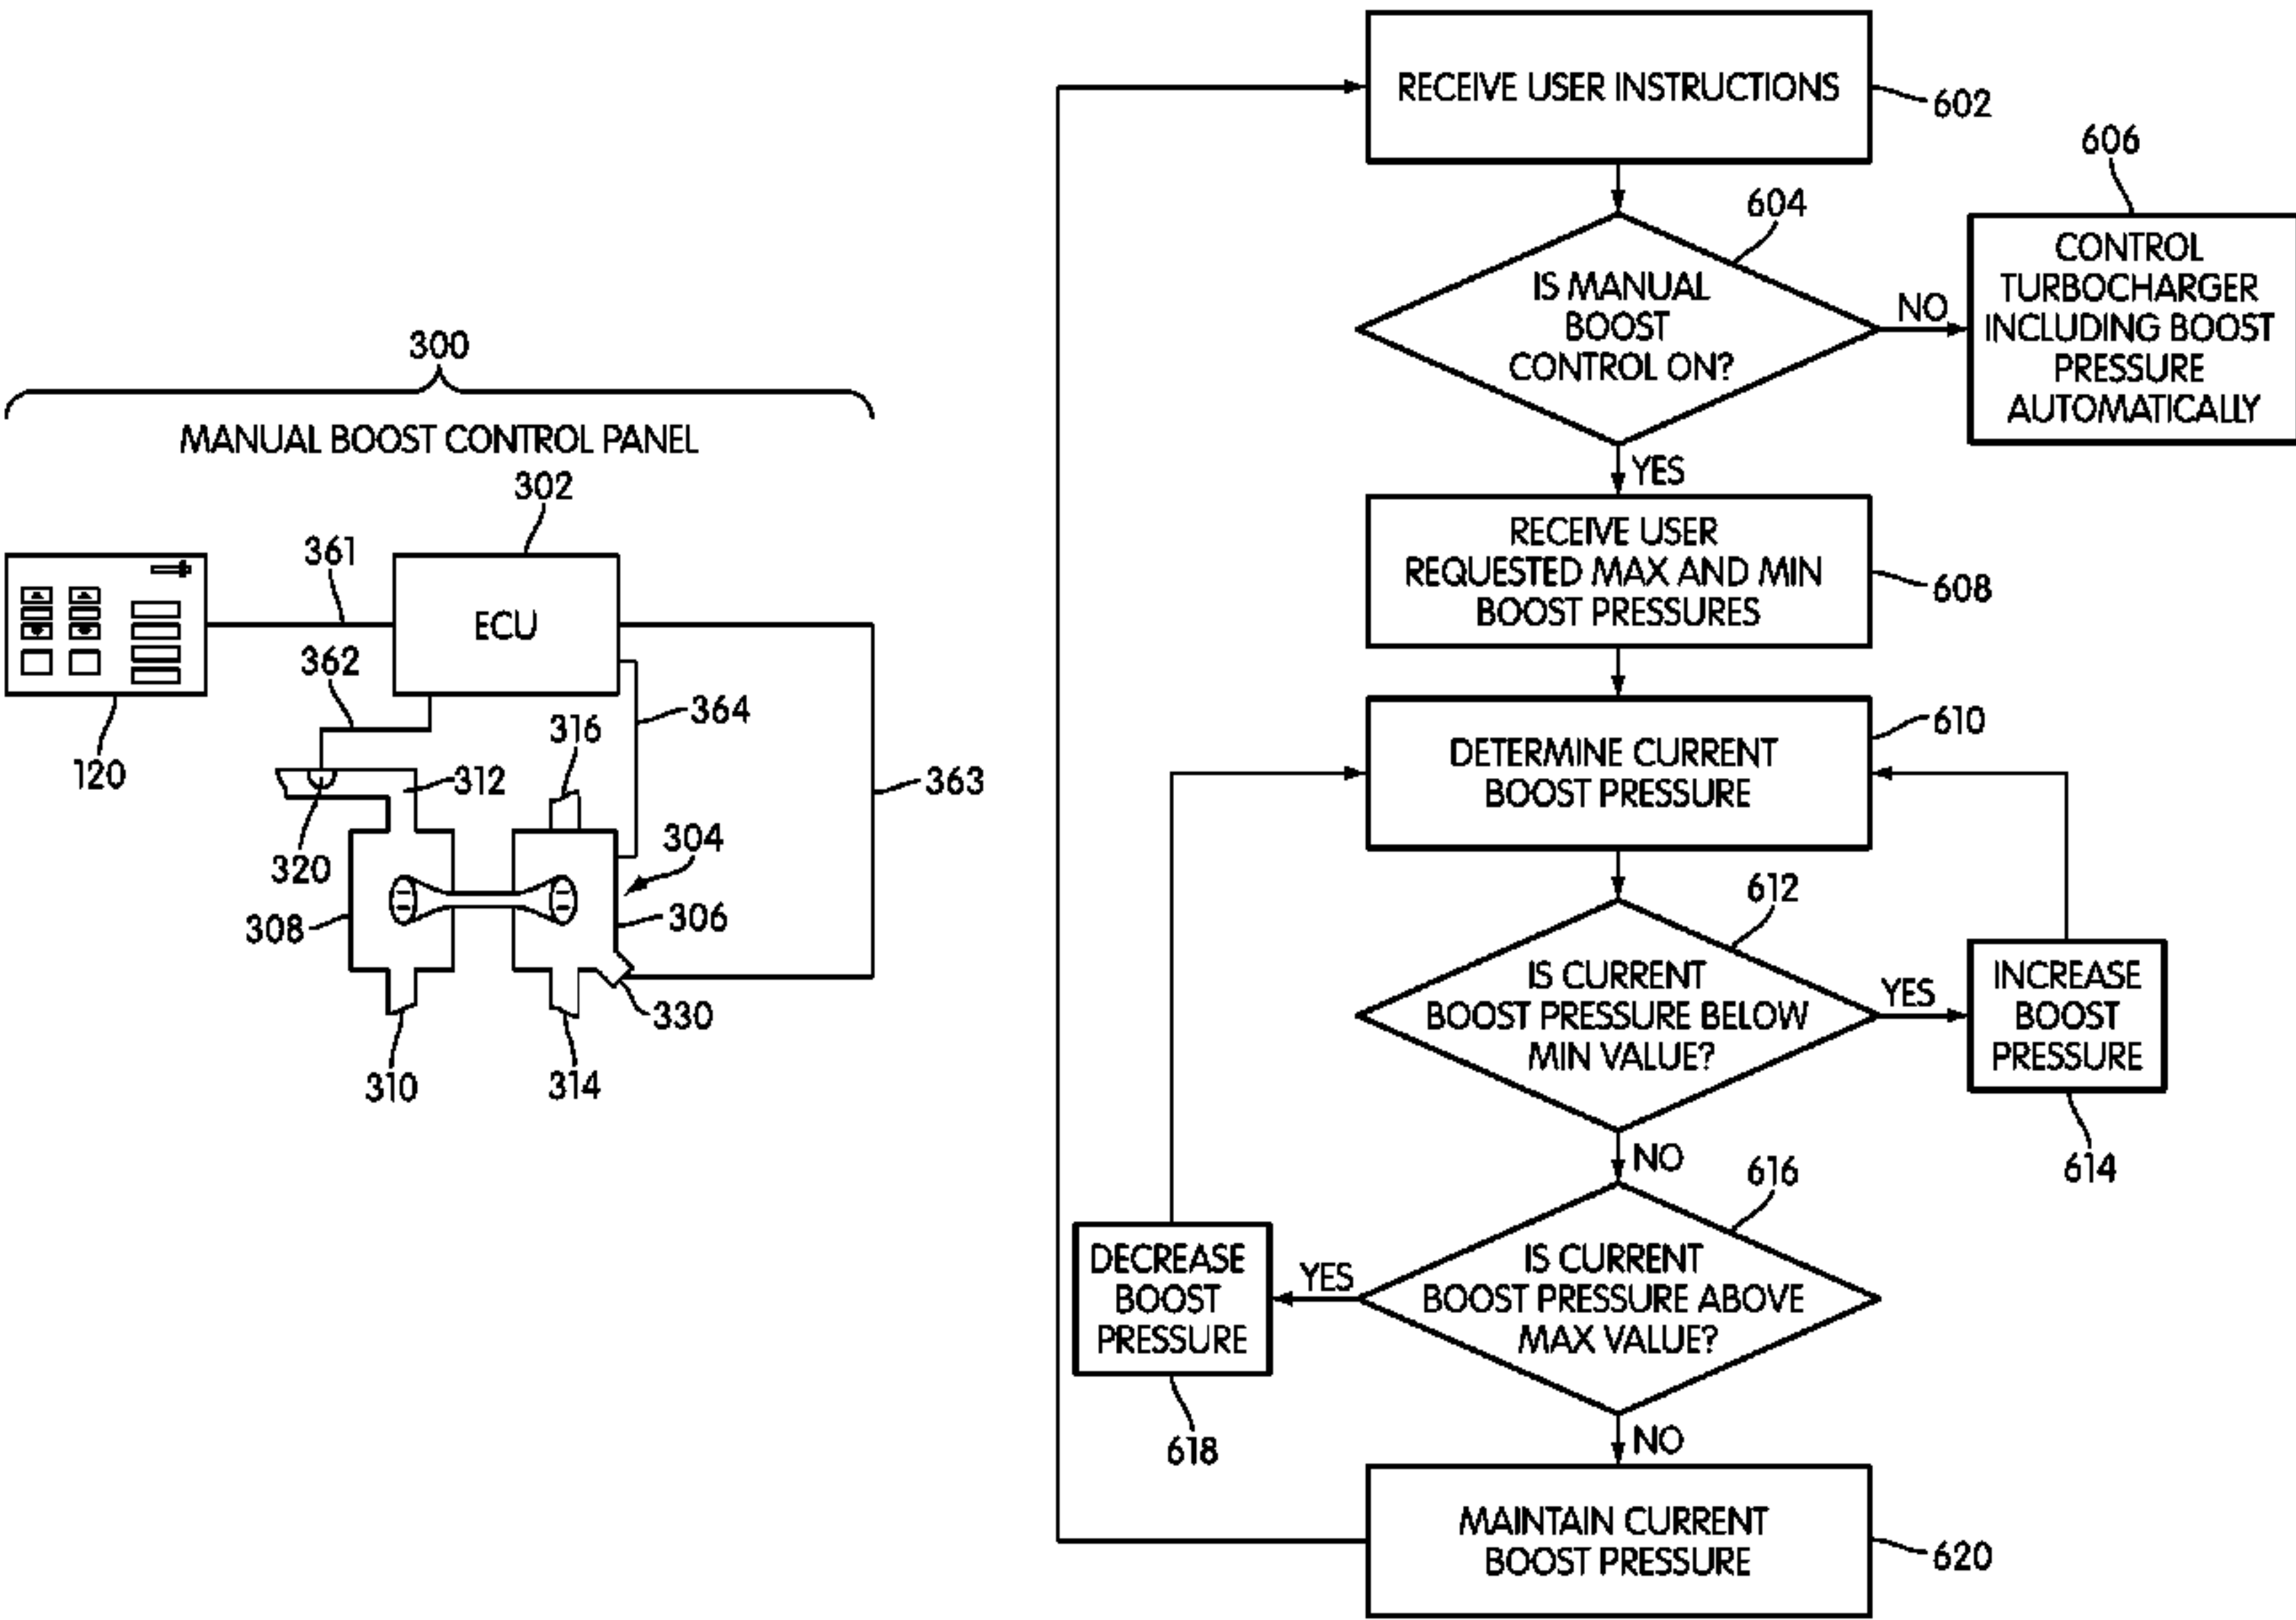 300
MANUAL BOOST CONTROL PANEL
302
361
ECU
362
364
316
120
312
363
320
304
308
306
330
310
314
RECEIVE USER INSTRUCTIONS
602
606
604
CONTROL
TURBOCHARGER
INCLUDING BOOST
PRESSURE
AUTOMATICALLY
IS MANUAL
BOOST
CONTROL ON?
NO
YES
RECEIVE USER
REQUESTED MAX AND MIN
BOOST PRESSURES
608
610
DETERMINE CURRENT
BOOST PRESSURE
612
IS CURRENT
BOOST PRESSURE BELOW
MIN VALUE?
YES
INCREASE
BOOST
PRESSURE
614
NO
616
IS CURRENT
BOOST PRESSURE ABOVE
MAX VALUE?
YES
DECREASE
BOOST
PRESSURE
618
NO
MAINTAIN CURRENT
BOOST PRESSURE
620